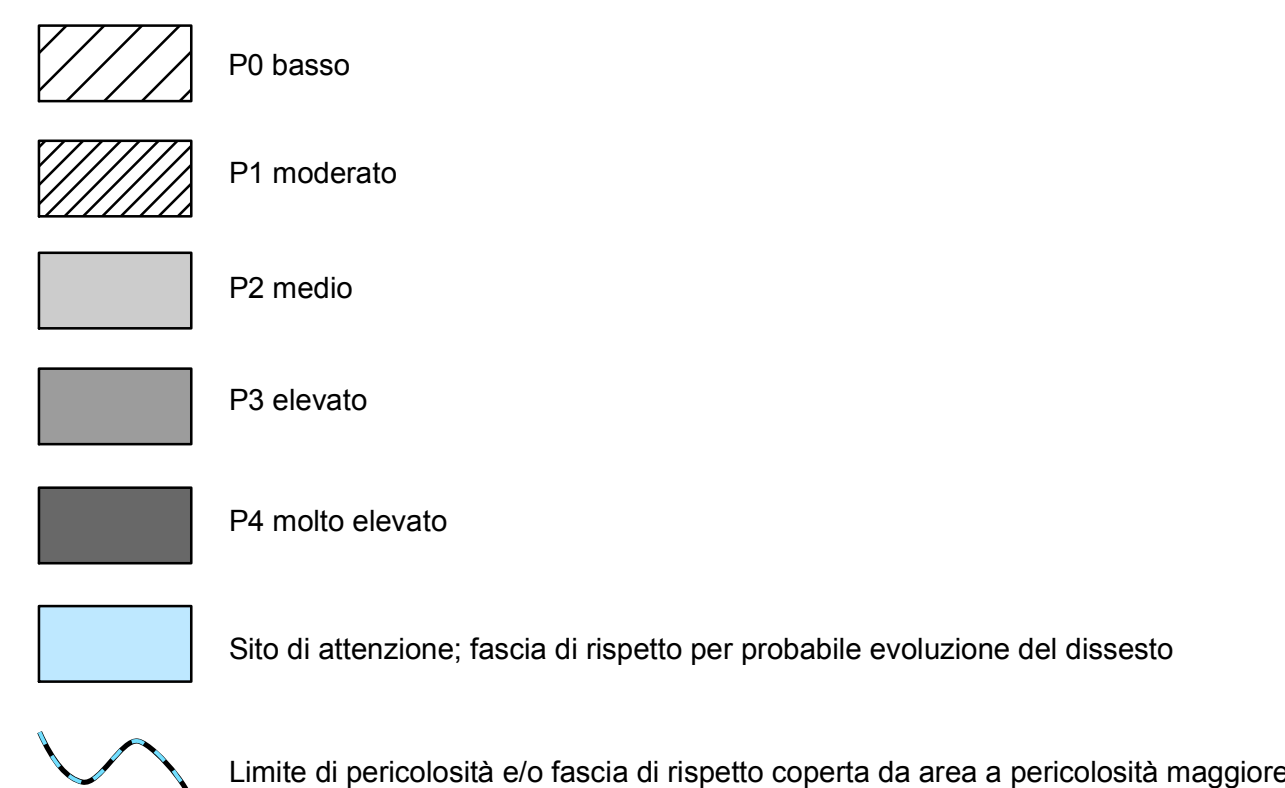 P0 basso
P1 moderato
P2 medio
P3 elevato
P4 molto elevato
Sito di attenzione; fascia di rispetto per probabile evoluzione del dissesto
Limite di pericolosità e/o fascia di rispetto coperta da area a pericolosità maggiore